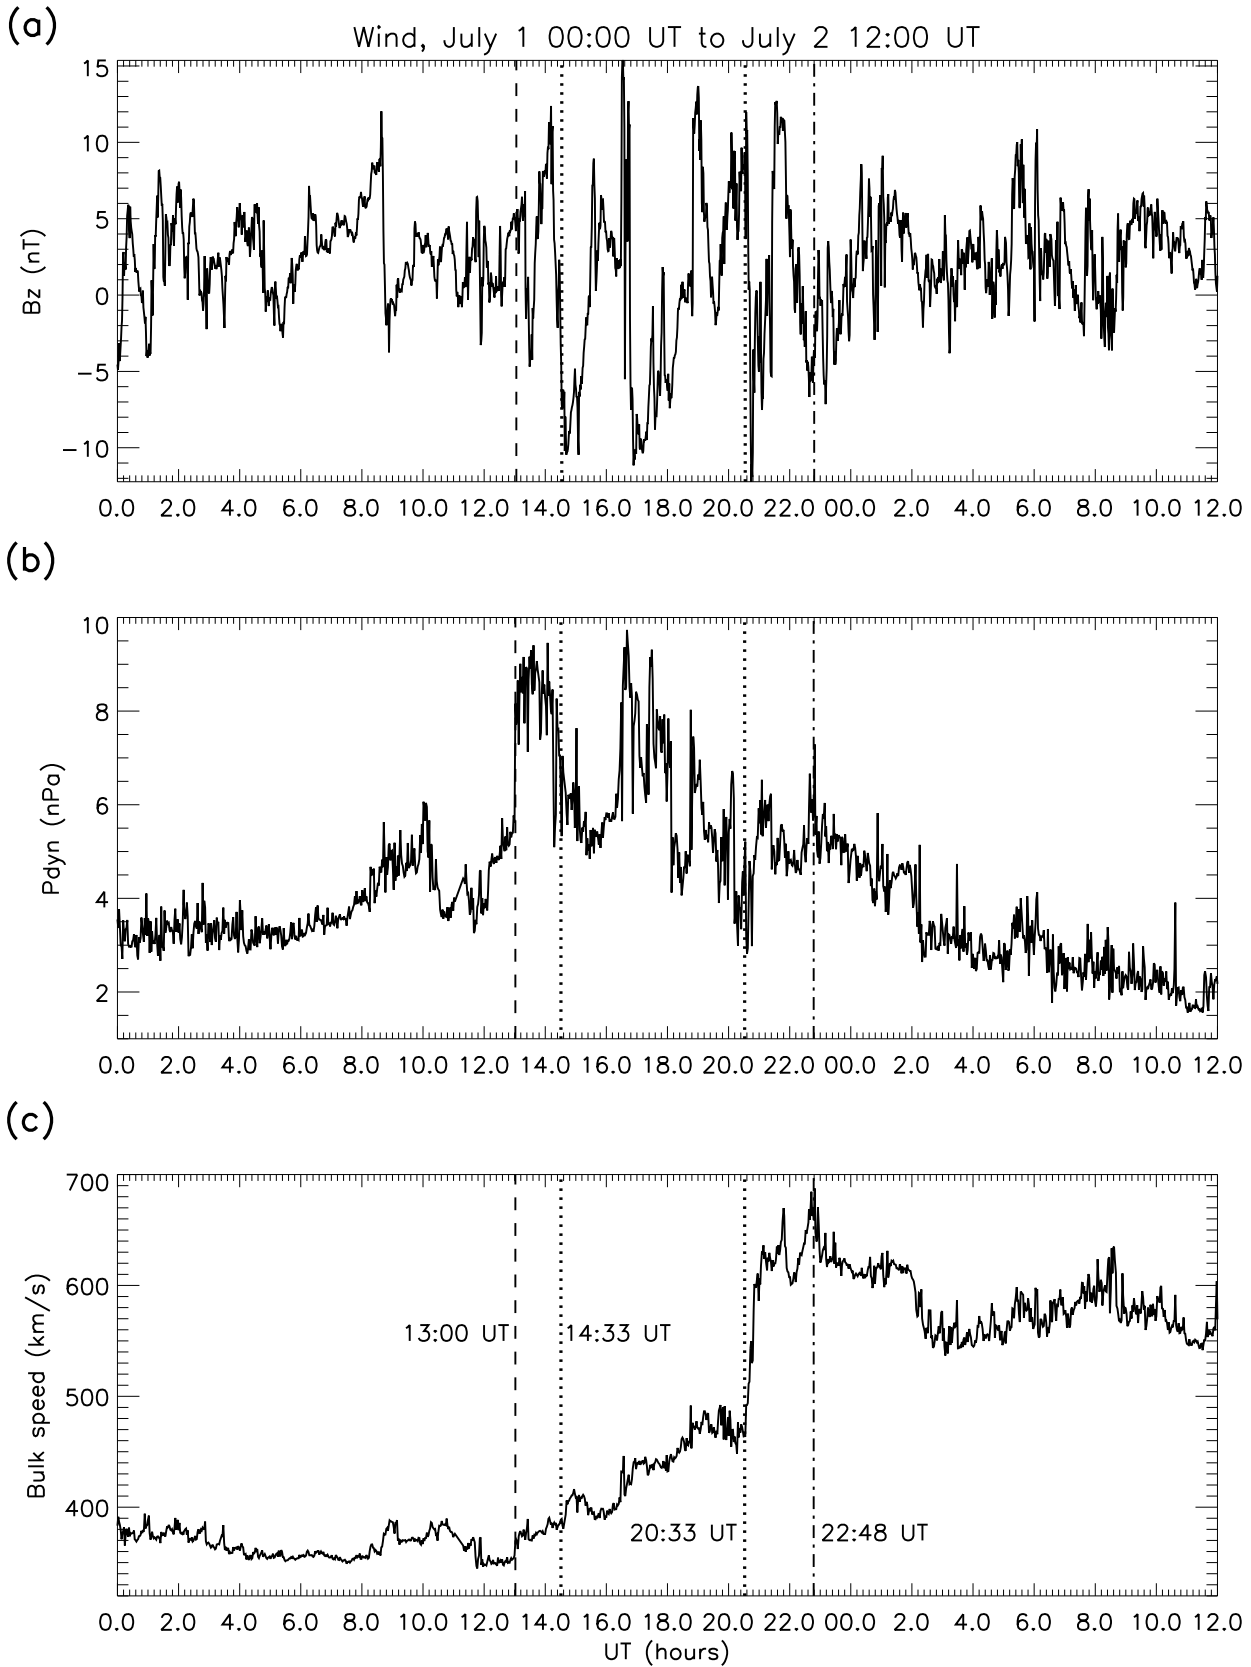 (a)
Wind, July 1 00:00 UT to July 2 12:00 UT
15
10
5
0
−5
−10
Bz (nT)
0.0 2.0 4.0 6.0 8.0 10.0 12.0 14.0 16.0 18.0 20.0 22.0 00.0 2.0 4.0 6.0 8.0 10.0 12.0
(b)
10
8
6
4
2
Pdyn (nPa)
0.0 2.0 4.0 6.0 8.0 10.0 12.0 14.0 16.0 18.0 20.0 22.0 00.0 2.0 4.0 6.0 8.0 10.0 12.0
(c)
700
600
500
400
Bulk speed (km/s)
13:00 UT 14:33 UT
20:33 UT 22:48 UT
0.0 2.0 4.0 6.0 8.0 10.0 12.0 14.0 16.0 18.0 20.0 22.0 00.0 2.0 4.0 6.0 8.0 10.0 12.0
UT (hours)